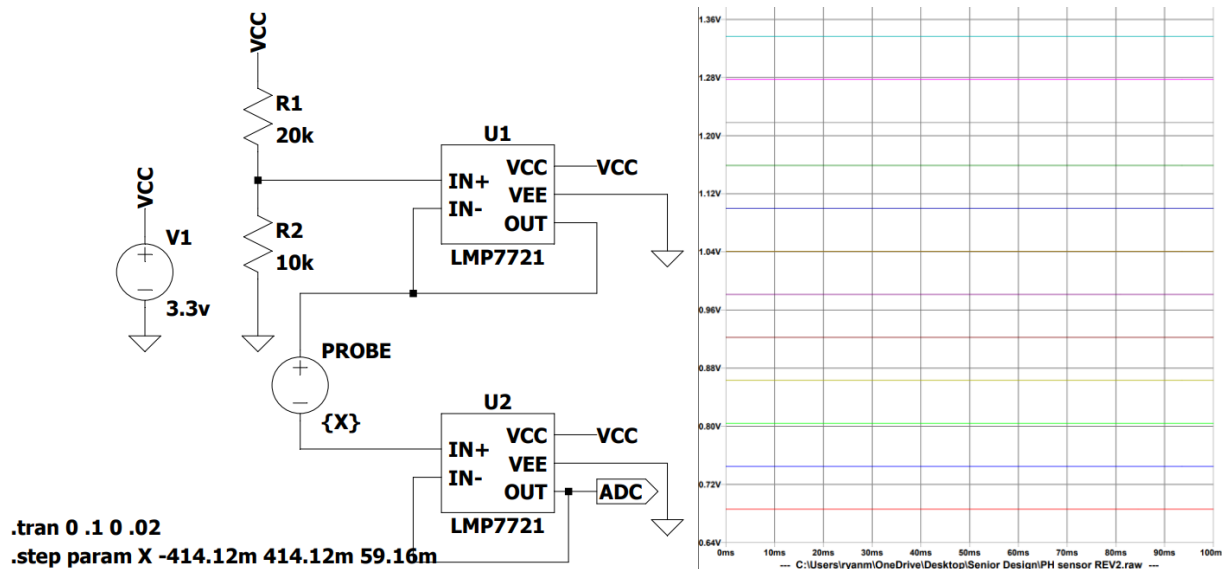 VCC
R1
20k
U1
VCC
VCC
IN+
VEE
IN-
OUT
LMP7721
VCC
R2
10k
V1
3.3v
PROBE
{X}
U2
VCC
VCC
IN+
VEE
IN-
OUT
ADC
LMP7721
.tran 0 .1 0 .02
.step param X -414.12m 414.12m 59.16m
1.36V
1.28V
1.20V
1.12V
1.04V
0.96V
0.88V
0.80V
0.72V
0.64V
0ms 10ms 20ms 30ms 40ms 50ms 60ms 70ms 80ms 90ms 100ms
--- C:\Users\ryanm\OneDrive\Desktop\Senior Design\PH sensor REV2.raw ---